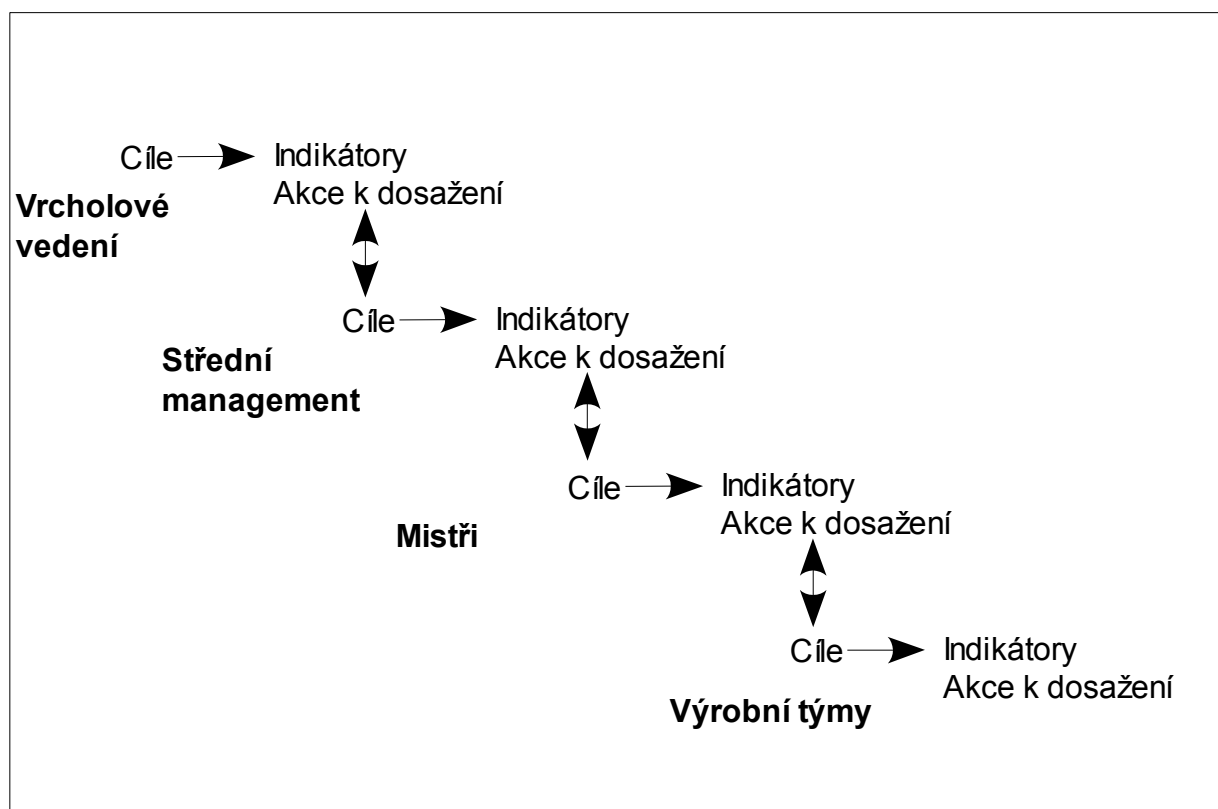 Cíle
Indikátory
Akce k dosažení
Vrcholové
vedení
Cíle
Indikátory
Akce k dosažení
Střední
management
Cíle
Indikátory
Akce k dosažení
Mistři
Cíle
Indikátory
Akce k dosažení
Výrobní týmy